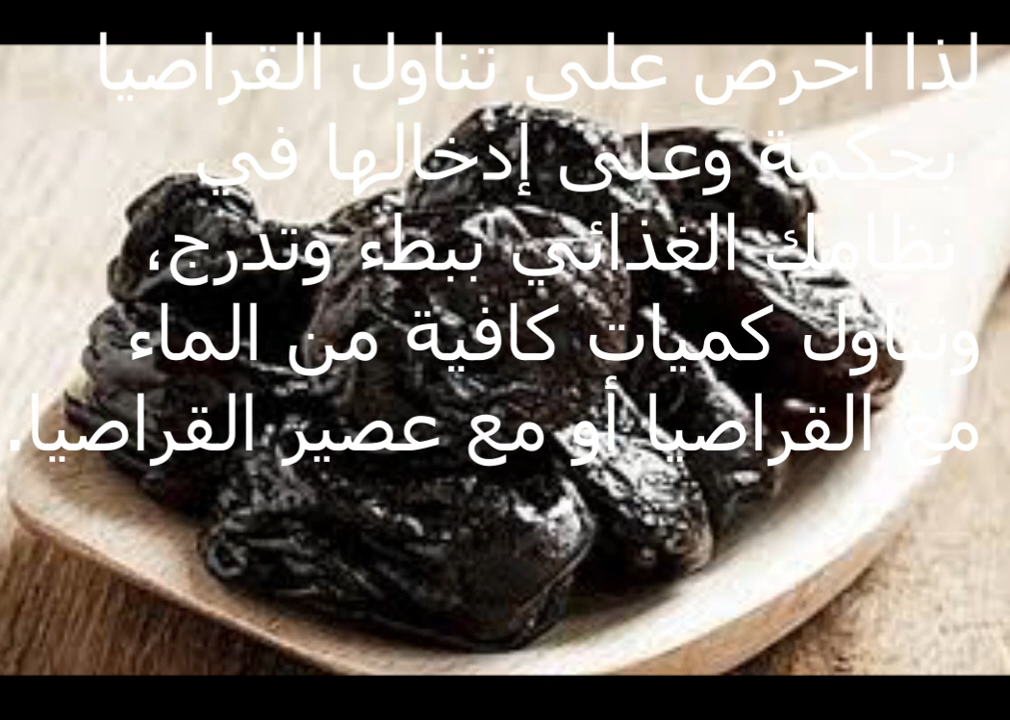 لذا احرص على تناول القراصيا
بحكمة وعلى إدخالها في
نظامك الغذائي ببطء وتدرج،
وتناول كميات كافية من الماء
مع القراصيا أو مع عصير القراصيا.